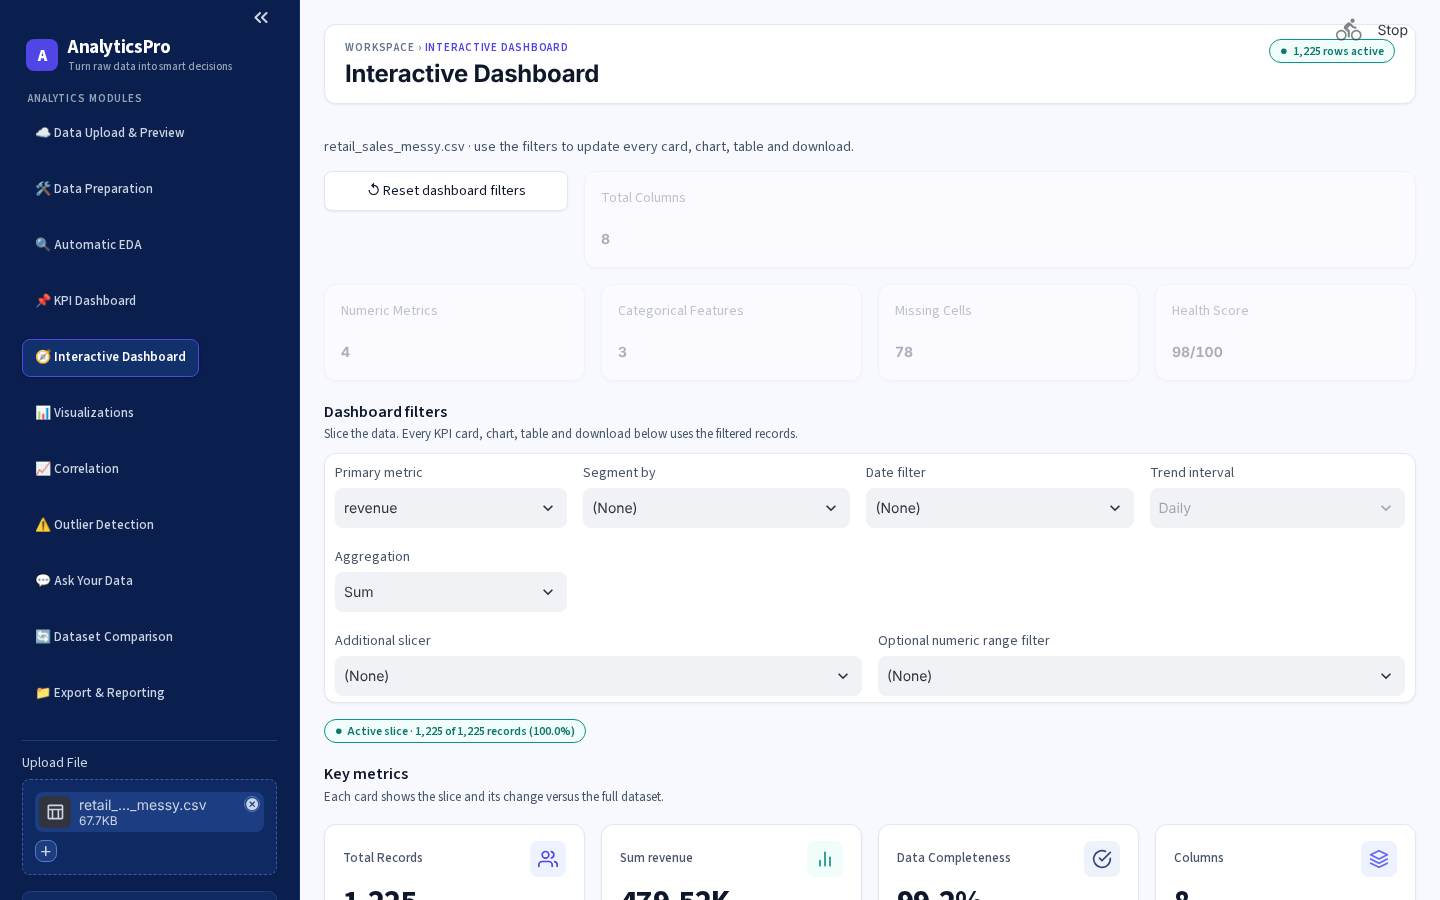 AnalyticsPro
A
Turn raw data into smart decisions
ANALYTICS MODULES
Data Upload & Preview
Data Preparation
Automatic EDA
KPI Dashboard
Interactive Dashboard
Visualizations
Correlation
Outlier Detection
Ask Your Data
Dataset Comparison
Export & Reporting
Upload File
retail_..._messy.csv
67.7KB
Stop
WORKSPACE › INTERACTIVE DASHBOARD
1,225 rows active
Interactive Dashboard
retail_sales_messy.csv · use the filters to update every card, chart, table and download.
Reset dashboard filters
Total Columns
8
Numeric Metrics
4
Categorical Features
3
Missing Cells
78
Health Score
98/100
Dashboard filters
Slice the data. Every KPI card, chart, table and download below uses the filtered records.
Primary metric
revenue
Segment by
(None)
Date filter
(None)
Trend interval
Daily
Aggregation
Sum
Additional slicer
(None)
Optional numeric range filter
(None)
Active slice · 1,225 of 1,225 records (100.0%)
Key metrics
Each card shows the slice and its change versus the full dataset.
Total Records
1,225
Sum revenue
479.52K
Data Completeness
99.2%
Columns
8